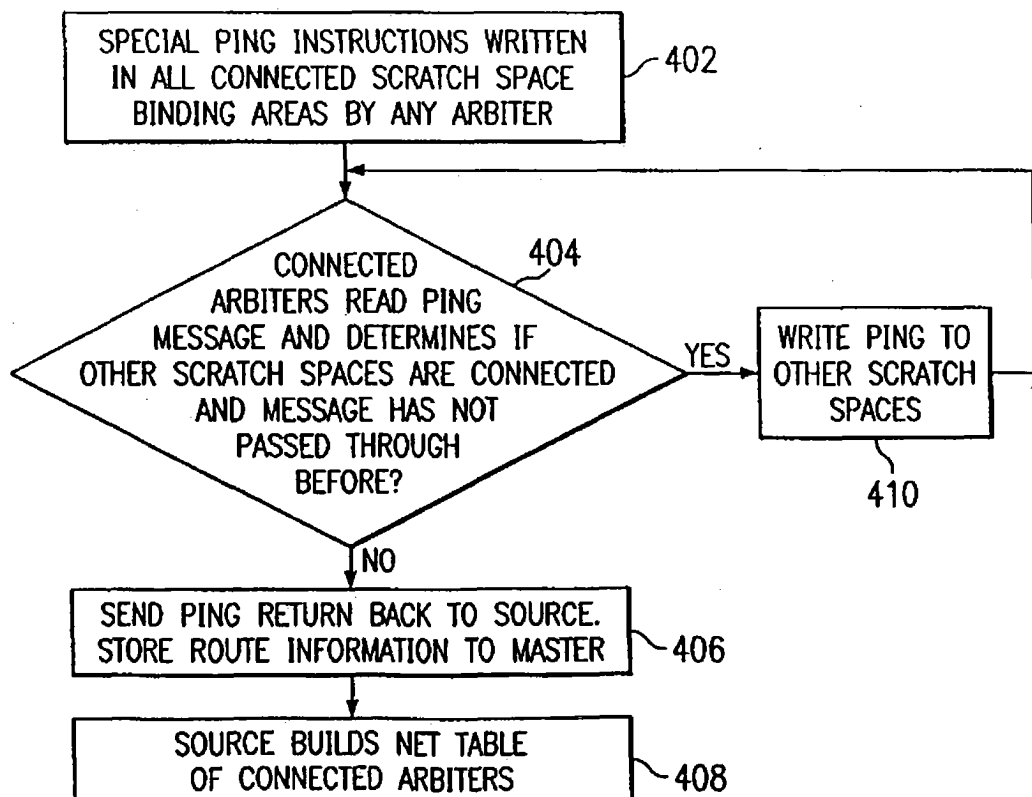 SPECIAL PING INSTRUCTIONS WRITTEN
IN ALL CONNECTED SCRATCH SPACE
BINDING AREAS BY ANY ARBITER
402
CONNECTED
ARBITERS READ PING
MESSAGE AND DETERMINES IF
OTHER SCRATCH SPACES ARE CONNECTED
AND MESSAGE HAS NOT
PASSED THROUGH
BEFORE?
404
YES
WRITE PING TO
OTHER SCRATCH
SPACES
410
NO
SEND PING RETURN BACK TO SOURCE.
STORE ROUTE INFORMATION TO MASTER
406
SOURCE BUILDS NET TABLE
OF CONNECTED ARBITERS
408